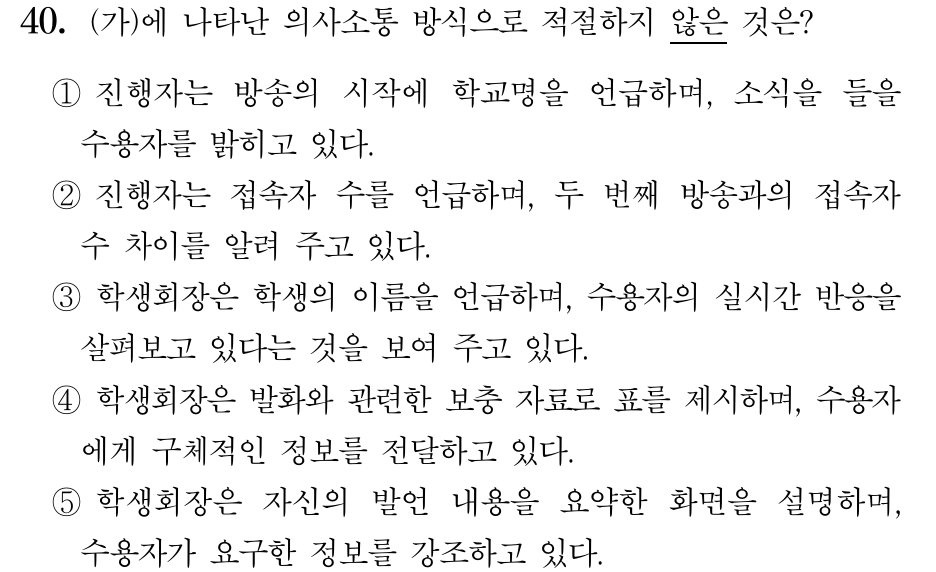 40. (가)에 나타난 의사소통 방식으로 적절하지 않은 것은?
① 진행자는 방송의 시작에 학교명을 언급하며, 소식을 들을
수용자를 밝히고 있다.
② 진행자는 접속자 수를 언급하며, 두 번째 방송과의 접속자
수 차이를 알려 주고 있다.
③ 학생회장은 학생의 이름을 언급하며, 수용자의 실시간 반응을
살펴보고 있다는 것을 보여 주고 있다.
④ 학생회장은 발화와 관련한 보충 자료로 표를 제시하며, 수용자
에게 구체적인 정보를 전달하고 있다.
⑤ 학생회장은 자신의 발언 내용을 요약한 화면을 설명하며,
수용자가 요구한 정보를 강조하고 있다.